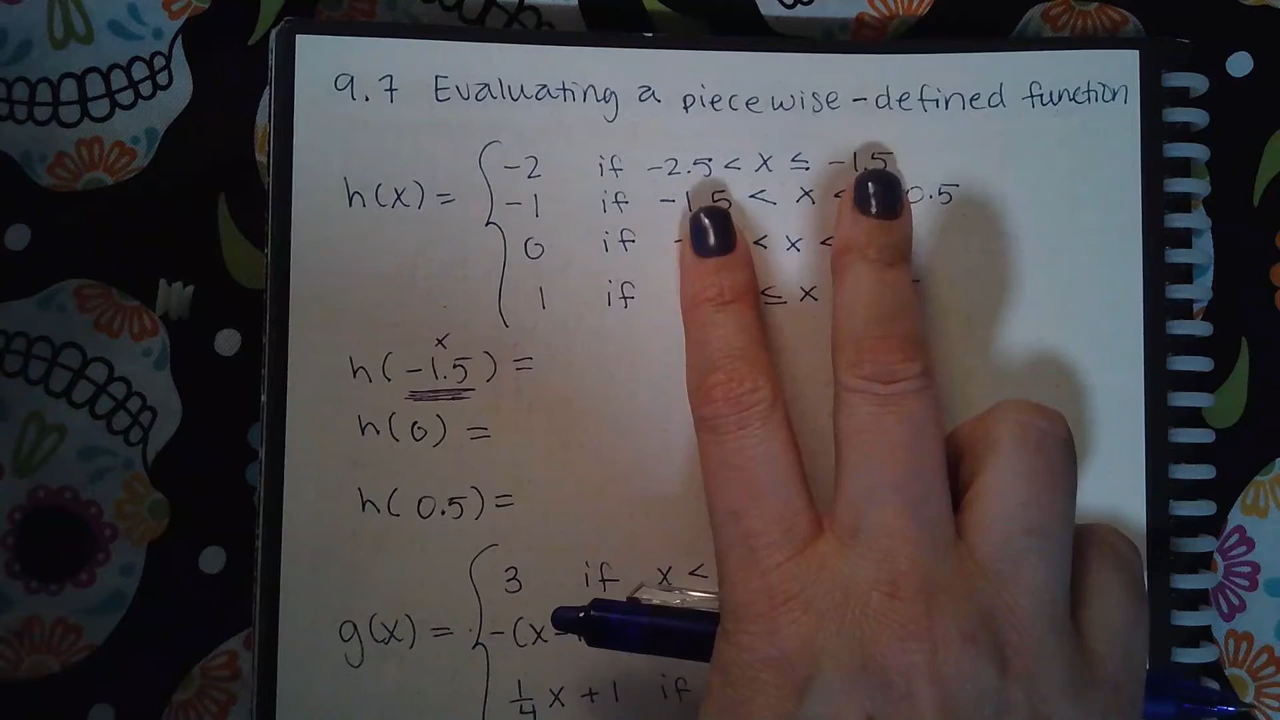 9.7 Evaluating a piecewise-defined function
h(x) = { -2 if -2.5 < x ≤ -1.5
-1 if -1.5 < x < 0.5
0 if - < x <
1 if ≤ x
x
h(-1.5) =
h(0) =
h(0.5) =
g(x) = { 3 if x <
-(x-
1/4 x + 1 if